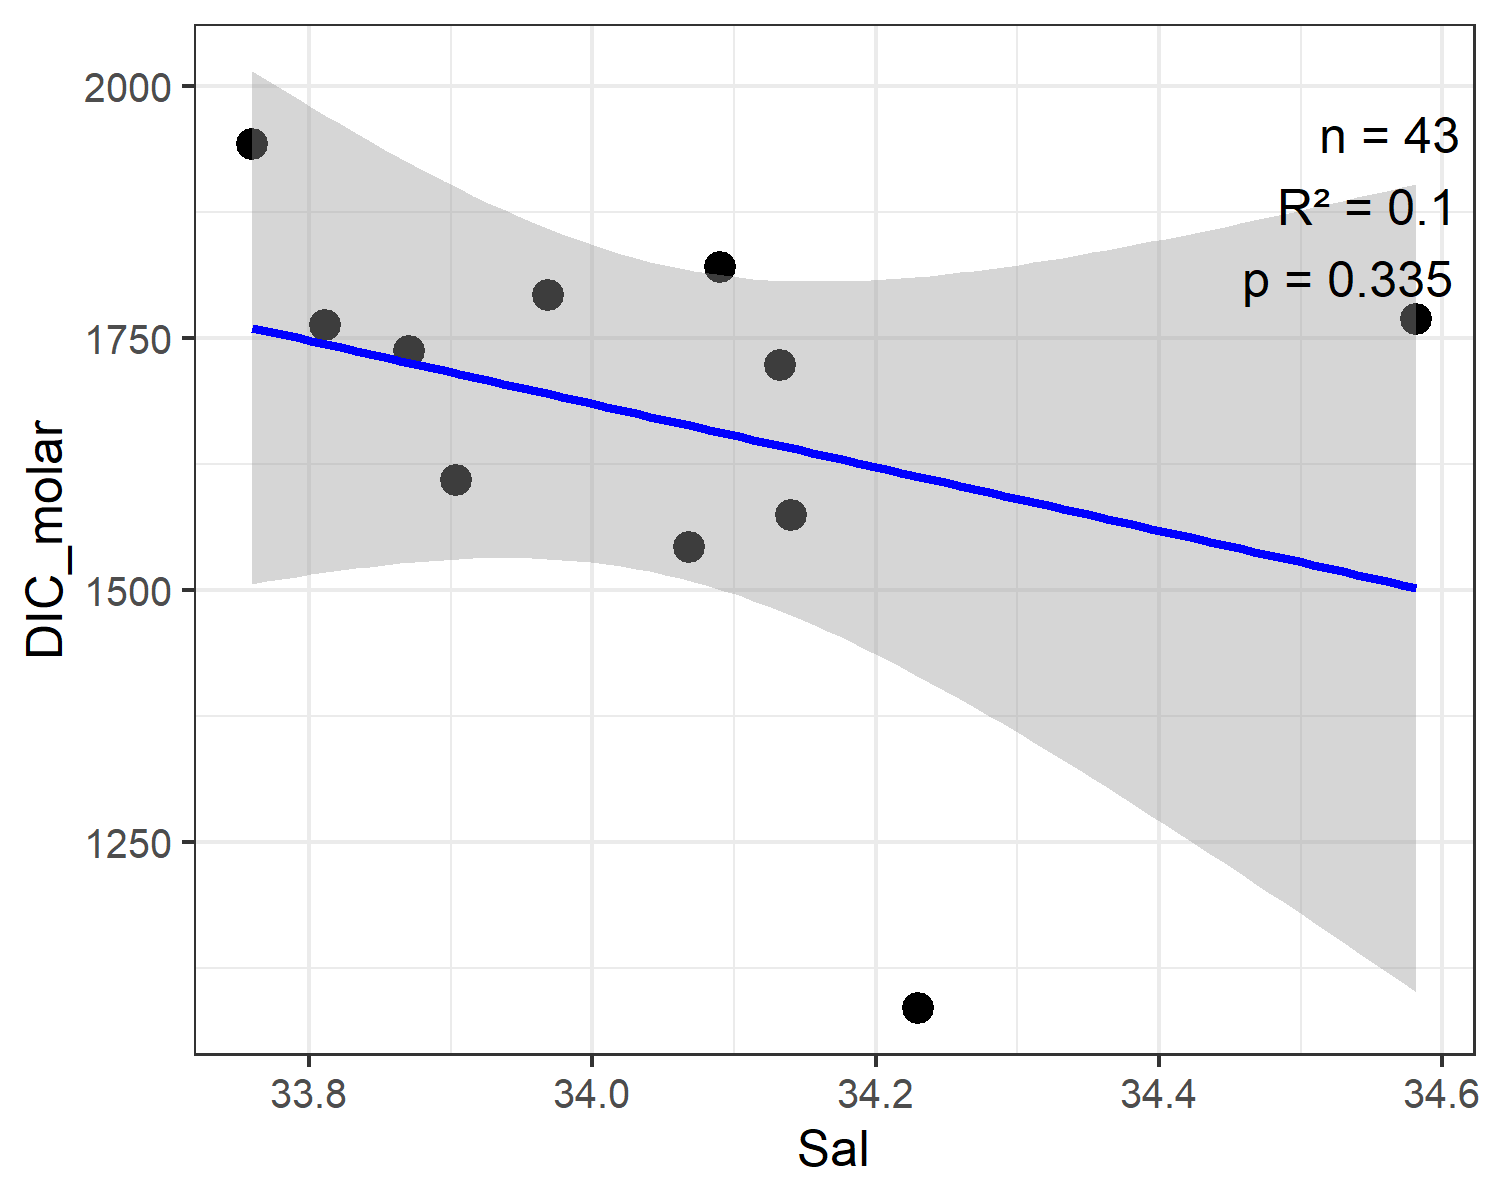 2000
1750
1500
1250
DIC_molar
n = 43
R² = 0.1
p = 0.335
33.8 34.0 34.2 34.4 34.6
Sal